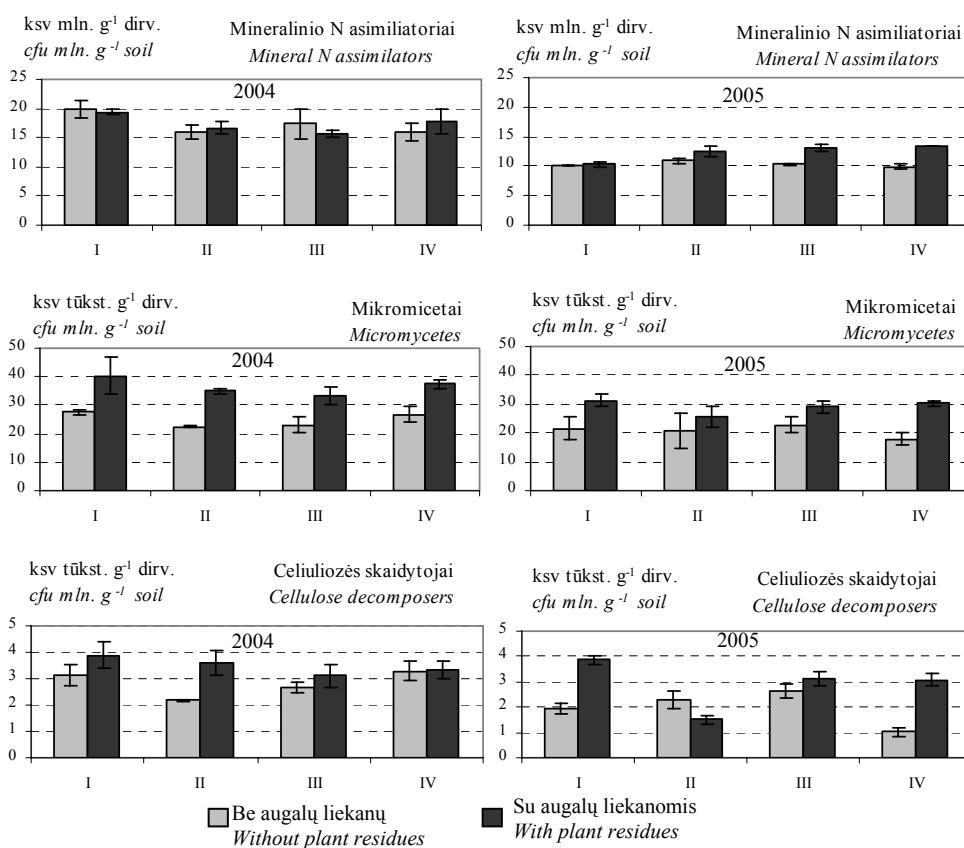 ksv mln. g⁻¹ dirv.
cfu mln. g⁻¹ soil
Mineralinio N asimiliatoriai
Mineral N assimilators
2004
25
20
15
10
5
0
I II III IV
ksv mln. g⁻¹ dirv.
cfu mln. g⁻¹ soil
Mineralinio N asimiliatoriai
Mineral N assimilators
2005
25
20
15
10
5
0
I II III IV
ksv tūkst. g⁻¹ dirv.
cfu mln. g⁻¹ soil
Mikromicetai
Micromycetes
2004
50
40
30
20
10
0
I II III IV
ksv tūkst. g⁻¹ dirv.
cfu mln. g⁻¹ soil
Mikromicetai
Micromycetes
2005
50
40
30
20
10
0
I II III IV
ksv tūkst. g⁻¹ dirv.
cfu mln. g⁻¹ soil
Celiuliozės skaidytojai
Cellulose decomposers
2004
5
4
3
2
1
0
I II III IV
ksv tūkst. g⁻¹ dirv.
cfu mln. g⁻¹ soil
Celiuliozės skaidytojai
Cellulose decomposers
2005
5
4
3
2
1
0
I II III IV
Be augalų liekanų
Without plant residues
Su augalų liekanomis
With plant residues